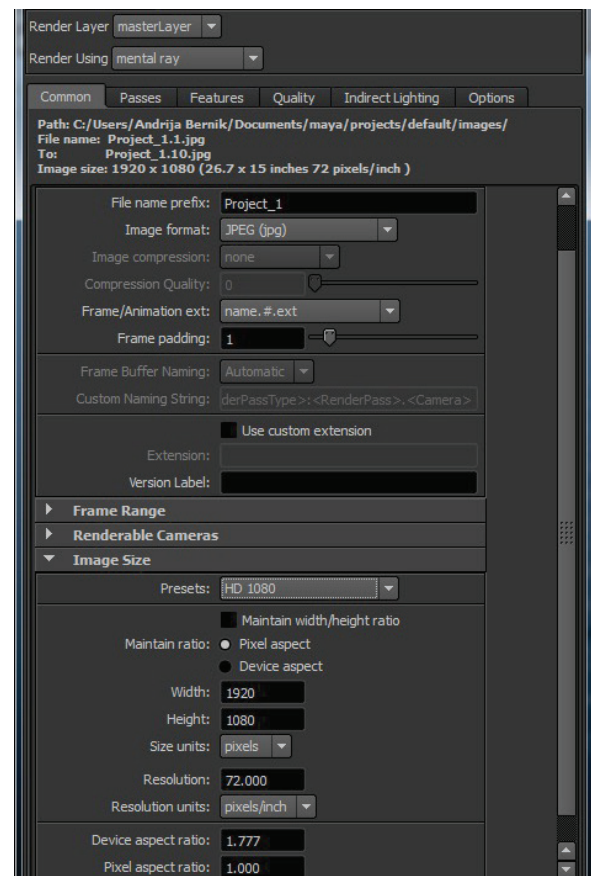 Render Layer masterLayer
Render Using mental ray
Common Passes Features Quality Indirect Lighting Options
Path: C:/Users/Andrija Bernik/Documents/maya/projects/default/images/
File name: Project_1.1.jpg
To: Project_1.10.jpg
Image size: 1920 x 1080 (26.7 x 15 inches 72 pixels/inch )
File name prefix: Project_1
Image format: JPEG (jpg)
Image compression: none
Compression Quality: 0
Frame/Animation ext: name.#.ext
Frame padding: 1
Frame Buffer Naming: Automatic
Custom Naming String: derPassType>:<RenderPass>.<Camera>
Use custom extension
Extension:
Version Label:
Frame Range
Renderable Cameras
Image Size
Presets: HD 1080
Maintain width/height ratio
Maintain ratio: Pixel aspect
Device aspect
Width: 1920
Height: 1080
Size units: pixels
Resolution: 72.000
Resolution units: pixels/inch
Device aspect ratio: 1.777
Pixel aspect ratio: 1.000